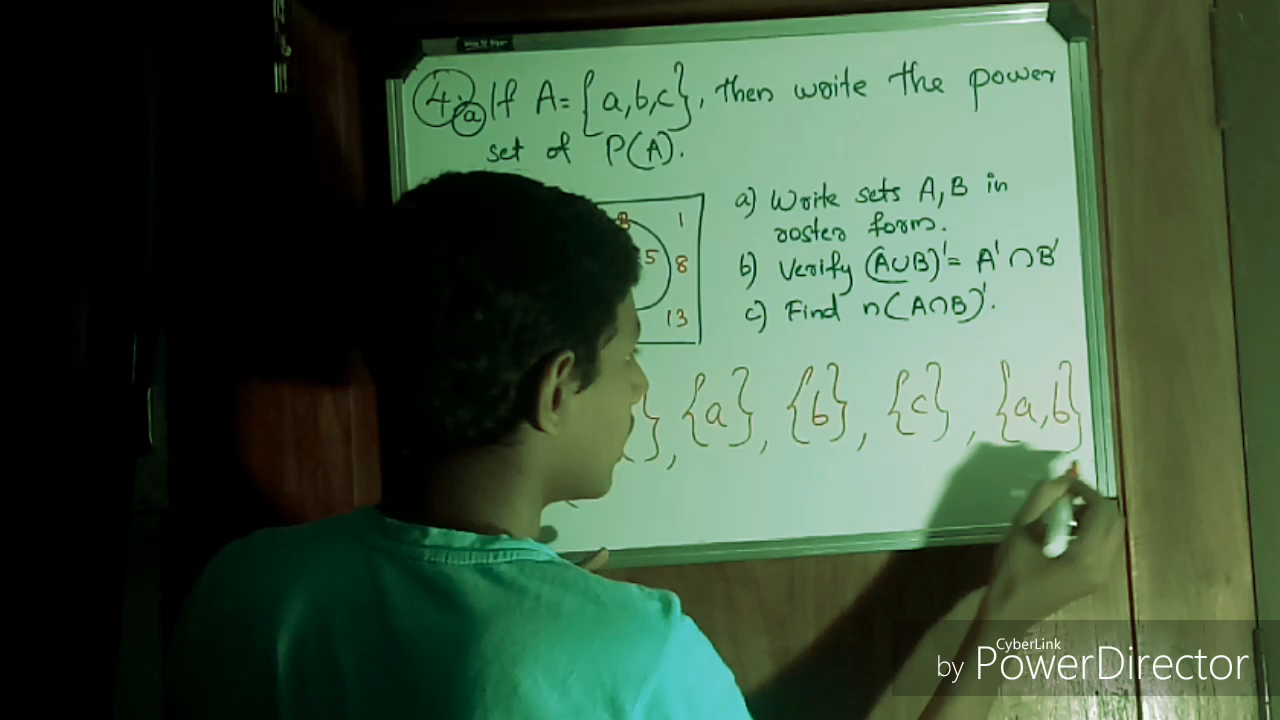 4. a If A = {a,b,c}, then write the power
set of P(A).
B 1
5 8
13
a) Write sets A, B in
roster form.
b) Verify (A∪B)' = A' ∩ B'
c) Find n(A∩B)'.
}, {a}, {b}, {c}, {a,b}
CyberLink
by PowerDirector